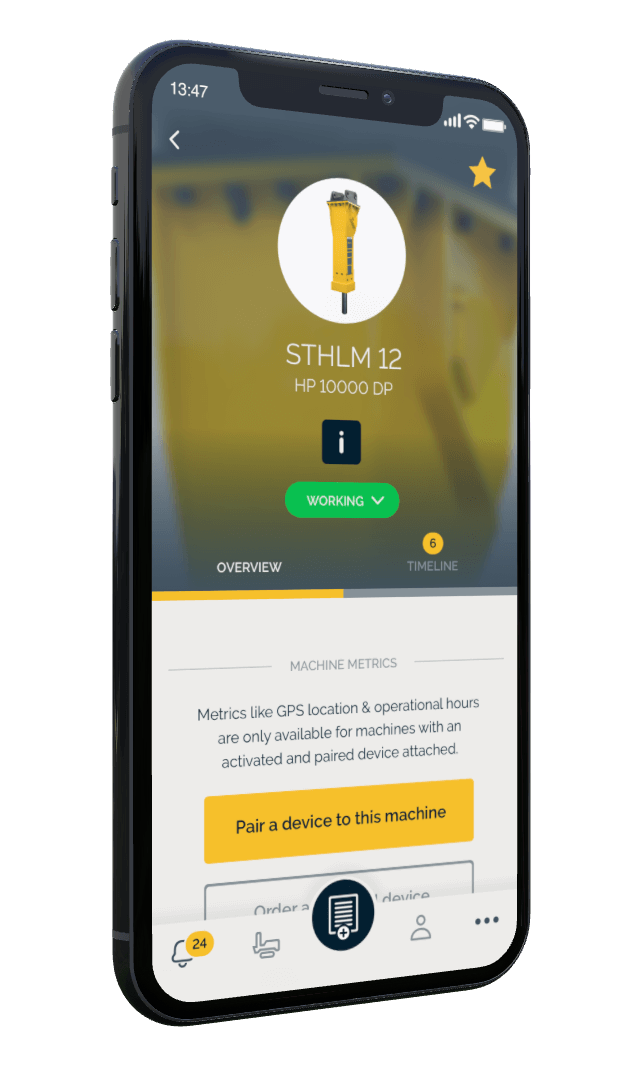 13:47
STHLM 12
HP 10000 DP
i
WORKING
6
OVERVIEW
TIMELINE
MACHINE METRICS
Metrics like GPS location & operational hours
are only available for machines with an
activated and paired device attached.
Pair a device to this machine
Order a device
24